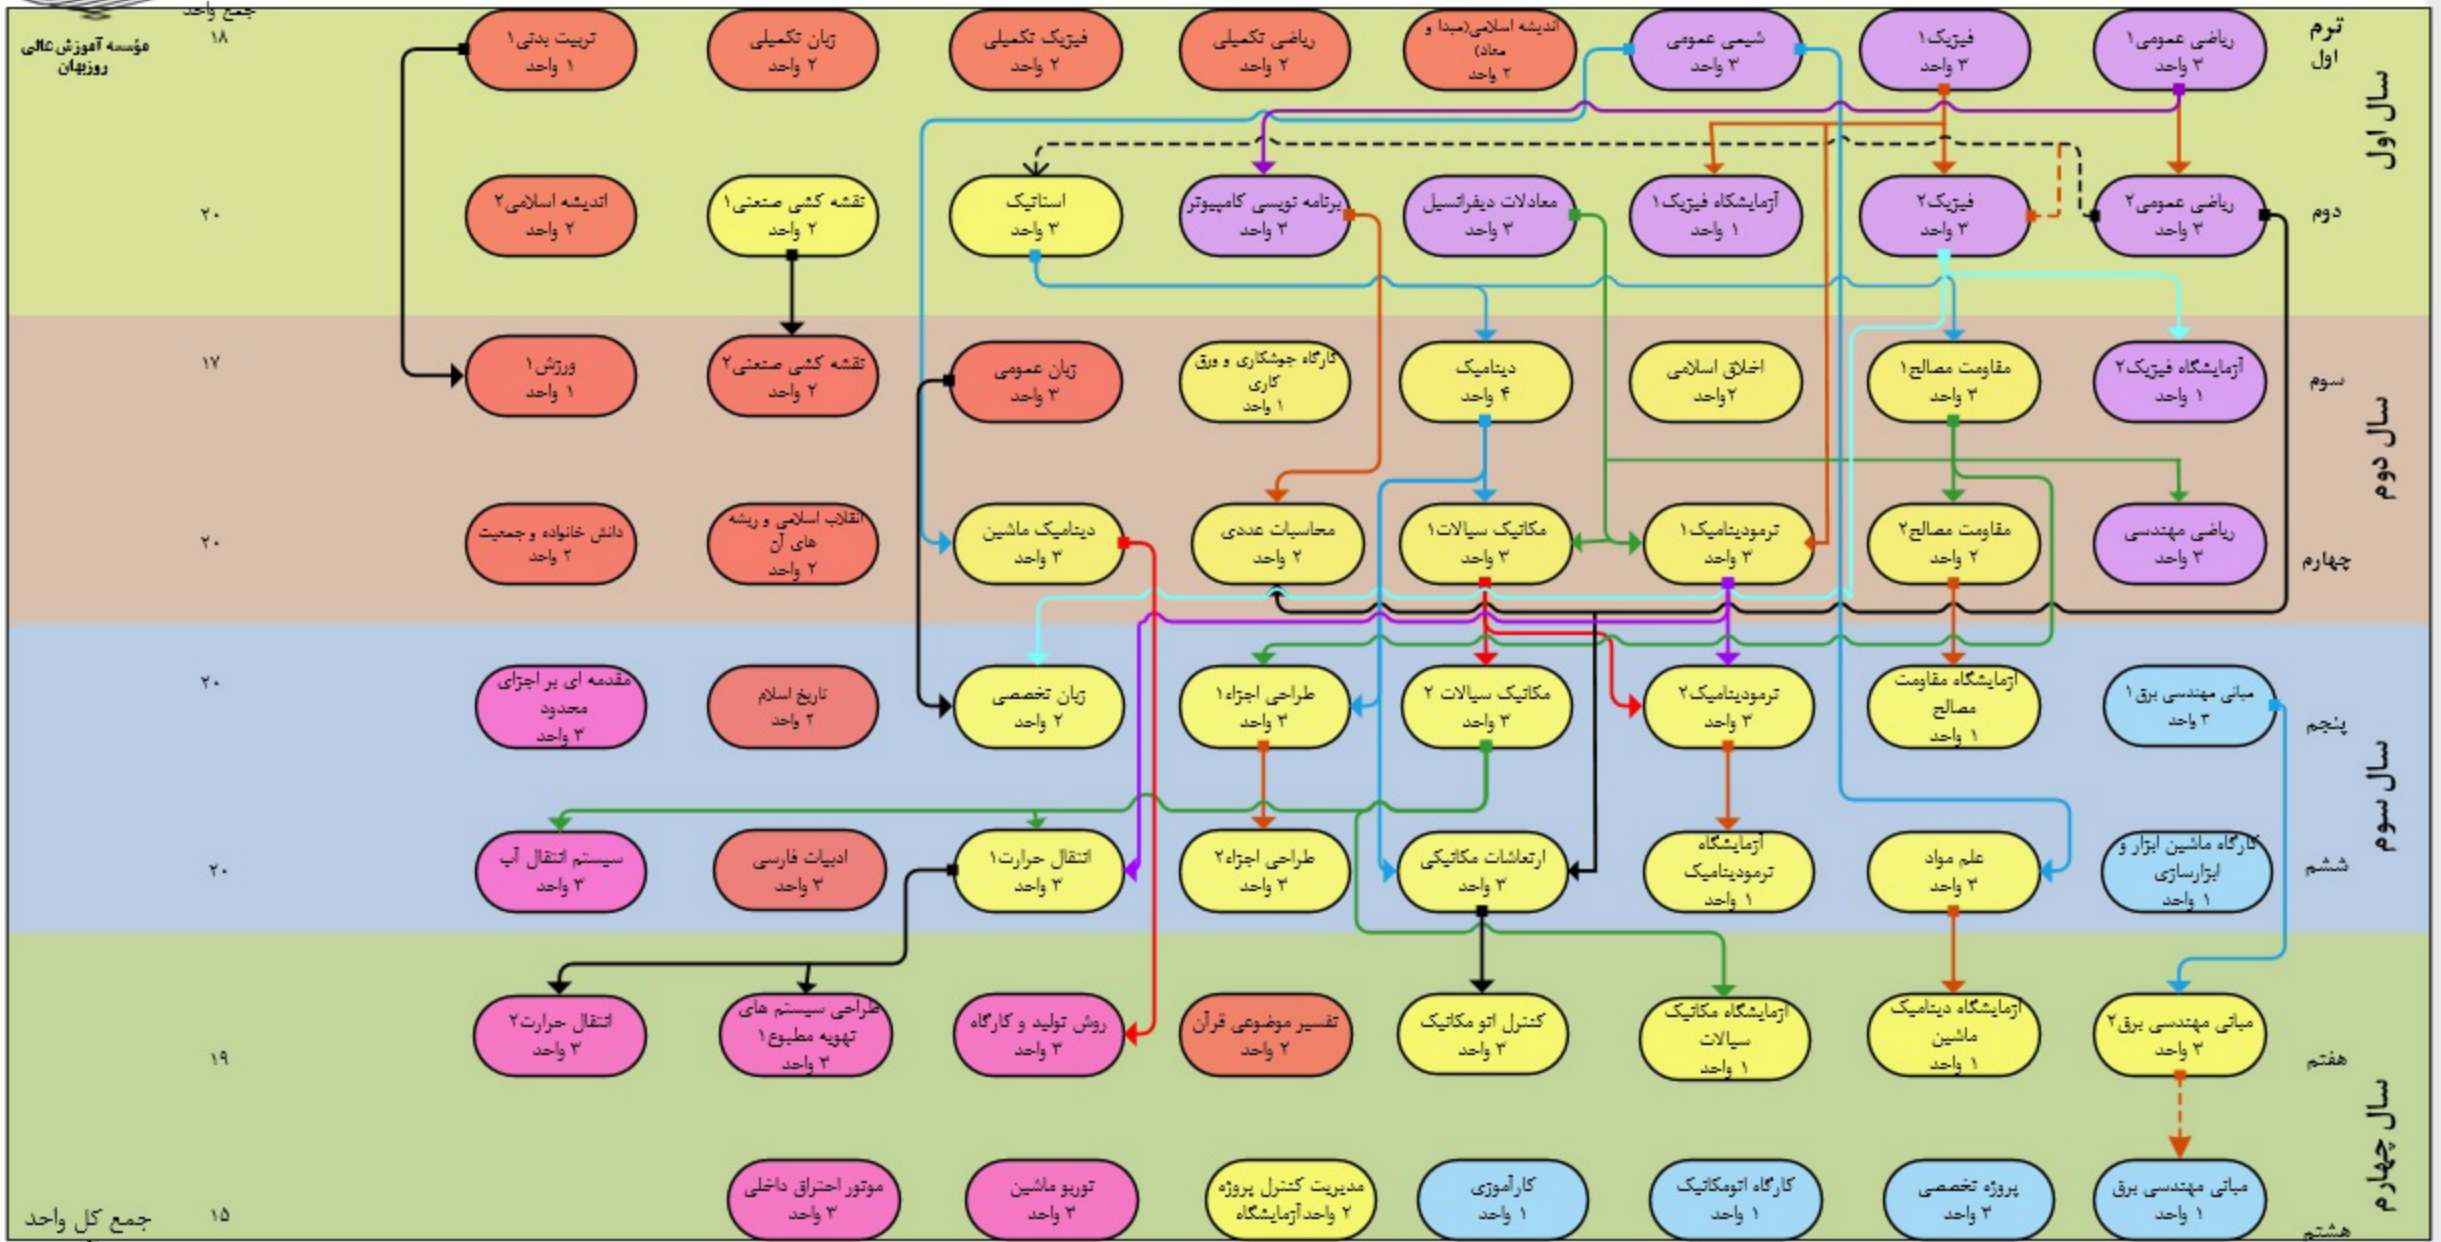 جمع واحد
مؤسسه آموزش عالی
روزبهان
ترم
اول
سال اول
ریاضی عمومی۱
۳ واحد
فیزیک۱
۳ واحد
شیمی عمومی
۳ واحد
اندیشه اسلامی(مبدا و
معاد)
۲ واحد
ریاضی تکمیلی
۲ واحد
فیزیک تکمیلی
۲ واحد
زبان تکمیلی
۲ واحد
تربیت بدنی۱
۱ واحد
۱۸
دوم
ریاضی عمومی۲
۳ واحد
فیزیک۲
۳ واحد
آزمایشگاه فیزیک۱
۱ واحد
معادلات دیفرانسیل
۳ واحد
برنامه نویسی کامپیوتر
۳ واحد
استاتیک
۳ واحد
نقشه کشی صنعتی۱
۲ واحد
اندیشه اسلامی۲
۲ واحد
۲۰
سال دوم
سوم
آزمایشگاه فیزیک۲
۱ واحد
مقاومت مصالح۱
۳ واحد
اخلاق اسلامی
۲واحد
دینامیک
۴ واحد
کارگاه جوشکاری و ورق
کاری
۱ واحد
زبان عمومی
۳ واحد
نقشه کشی صنعتی۲
۲ واحد
ورزش۱
۱ واحد
۱۷
چهارم
ریاضی مهندسی
۳ واحد
مقاومت مصالح۲
۲ واحد
ترمودینامیک۱
۳ واحد
مکانیک سیالات۱
۳ واحد
محاسبات عددی
۲ واحد
دینامیک ماشین
۳ واحد
انقلاب اسلامی و ریشه
های آن
۲ واحد
دانش خانواده و جمعیت
۲ واحد
۲۰
سال سوم
پنجم
مبانی مهندسی برق۱
۳ واحد
آزمایشگاه مقاومت
مصالح
۱ واحد
ترمودینامیک۲
۳ واحد
مکانیک سیالات ۲
۳ واحد
طراحی اجزاء۱
۳ واحد
زبان تخصصی
۲ واحد
تاریخ اسلام
۲ واحد
مقدمه ای بر اجزای
محدود
۳ واحد
۲۰
ششم
کارگاه ماشین ابزار و
ابزارسازی
۱ واحد
علم مواد
۳ واحد
آزمایشگاه
ترمودینامیک
۱ واحد
ارتعاشات مکانیکی
۳ واحد
طراحی اجزاء۲
۳ واحد
انتقال حرارت۱
۳ واحد
ادبیات فارسی
۳ واحد
سیستم انتقال آب
۳ واحد
۲۰
سال چهارم
هفتم
مبانی مهندسی برق۲
۳ واحد
آزمایشگاه دینامیک
ماشین
۱ واحد
آزمایشگاه مکانیک
سیالات
۱ واحد
کنترل اتو مکانیک
۳ واحد
تفسیر موضوعی قرآن
۲ واحد
روش تولید و کارگاه
۳ واحد
طراحی سیستم های
تهویه مطبوع۱
۳ واحد
انتقال حرارت۲
۳ واحد
۱۹
هشتم
مبانی مهندسی برق
۱ واحد
پروژه تخصصی
۳ واحد
کارگاه اتومکانیک
۱ واحد
کارآموزی
۱ واحد
مدیریت کنترل پروژه
۲ واحدآزمایشگاه
توربو ماشین
۳ واحد
موتور احتراق داخلی
۳ واحد
۱۵
جمع کل واحد